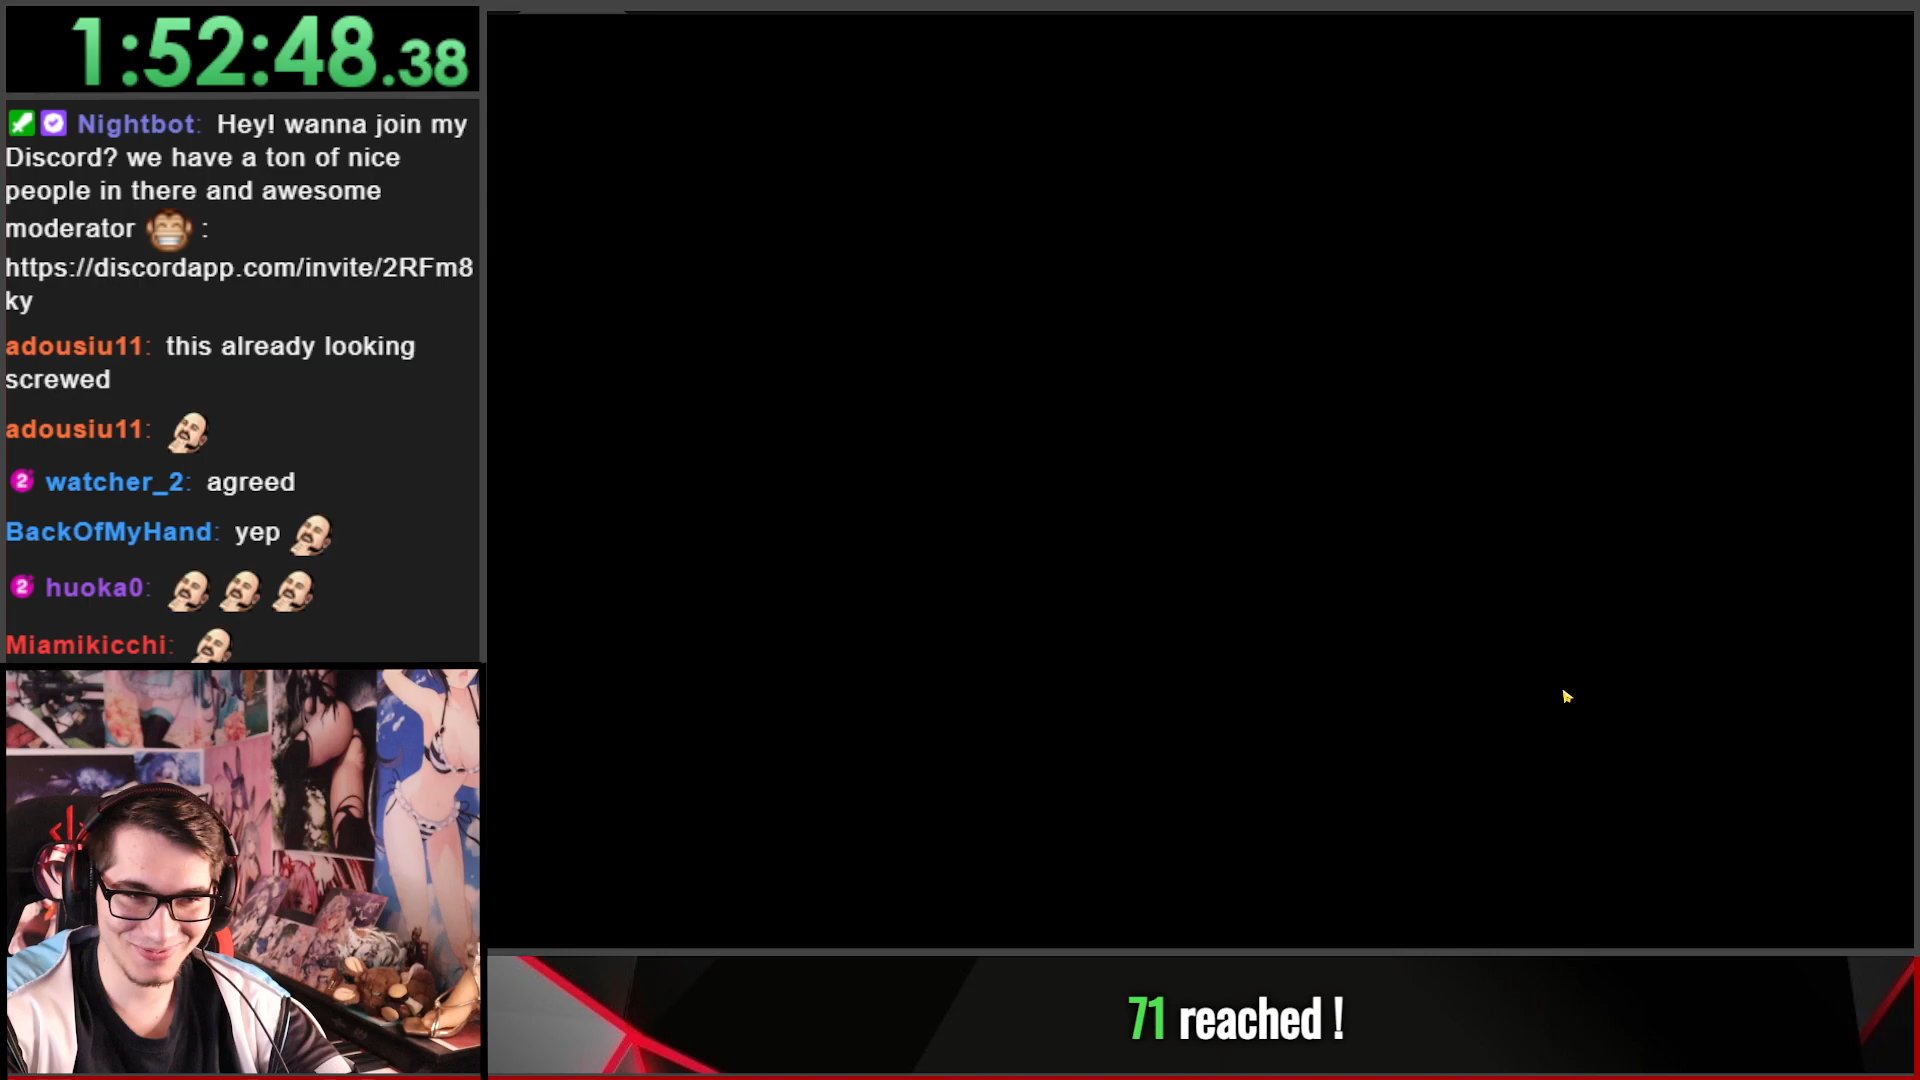 1:52:48.38
Nightbot: Hey! wanna join my
Discord? we have a ton of nice
people in there and awesome
moderator :
https://discordapp.com/invite/2RFm8
ky
adousiu11: this already looking
screwed
adousiu11:
2 watcher_2: agreed
BackOfMyHand: yep
2 huoka0:
Miamikicchi:
71 reached !